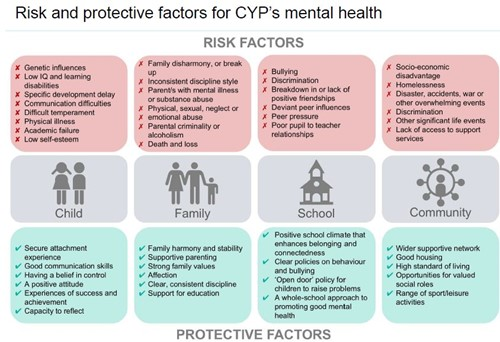 Risk and protective factors for CYP's mental health
RISK FACTORS
✗ Genetic influences
✗ Low IQ and learning
disabilities
✗ Specific development delay
✗ Communication difficulties
✗ Difficult temperament
✗ Physical illness
✗ Academic failure
✗ Low self-esteem
✗ Family disharmony, or break
up
✗ Inconsistent discipline style
✗ Parent/s with mental illness
or substance abuse
✗ Physical, sexual, neglect or
✗ emotional abuse
✗ Parental criminality or
alcoholism
✗ Death and loss
✗ Bullying
✗ Discrimination
✗ Breakdown in or lack of
positive friendships
✗ Deviant peer influences
✗ Peer pressure
✗ Poor pupil to teacher
relationships
✗ Socio-economic
disadvantage
✗ Homelessness
✗ Disaster, accidents, war or
other overwhelming events
✗ Discrimination
✗ Other significant life events
✗ Lack of access to support
services
Child
Family
School
Community
✓ Secure attachment
experience
✓ Good communication skills
✓ Having a belief in control
✓ A positive attitude
✓ Experiences of success and
achievement
✓ Capacity to reflect
✓ Family harmony and stability
✓ Supportive parenting
✓ Strong family values
✓ Affection
✓ Clear, consistent discipline
✓ Support for education
✓ Positive school climate that
enhances belonging and
connectedness
✓ Clear policies on behaviour
and bullying
✓ 'Open door' policy for
children to raise problems
✓ A whole-school approach to
promoting good mental
health
✓ Wider supportive network
✓ Good housing
✓ High standard of living
✓ Opportunities for valued
social roles
✓ Range of sport/leisure
activities
PROTECTIVE FACTORS